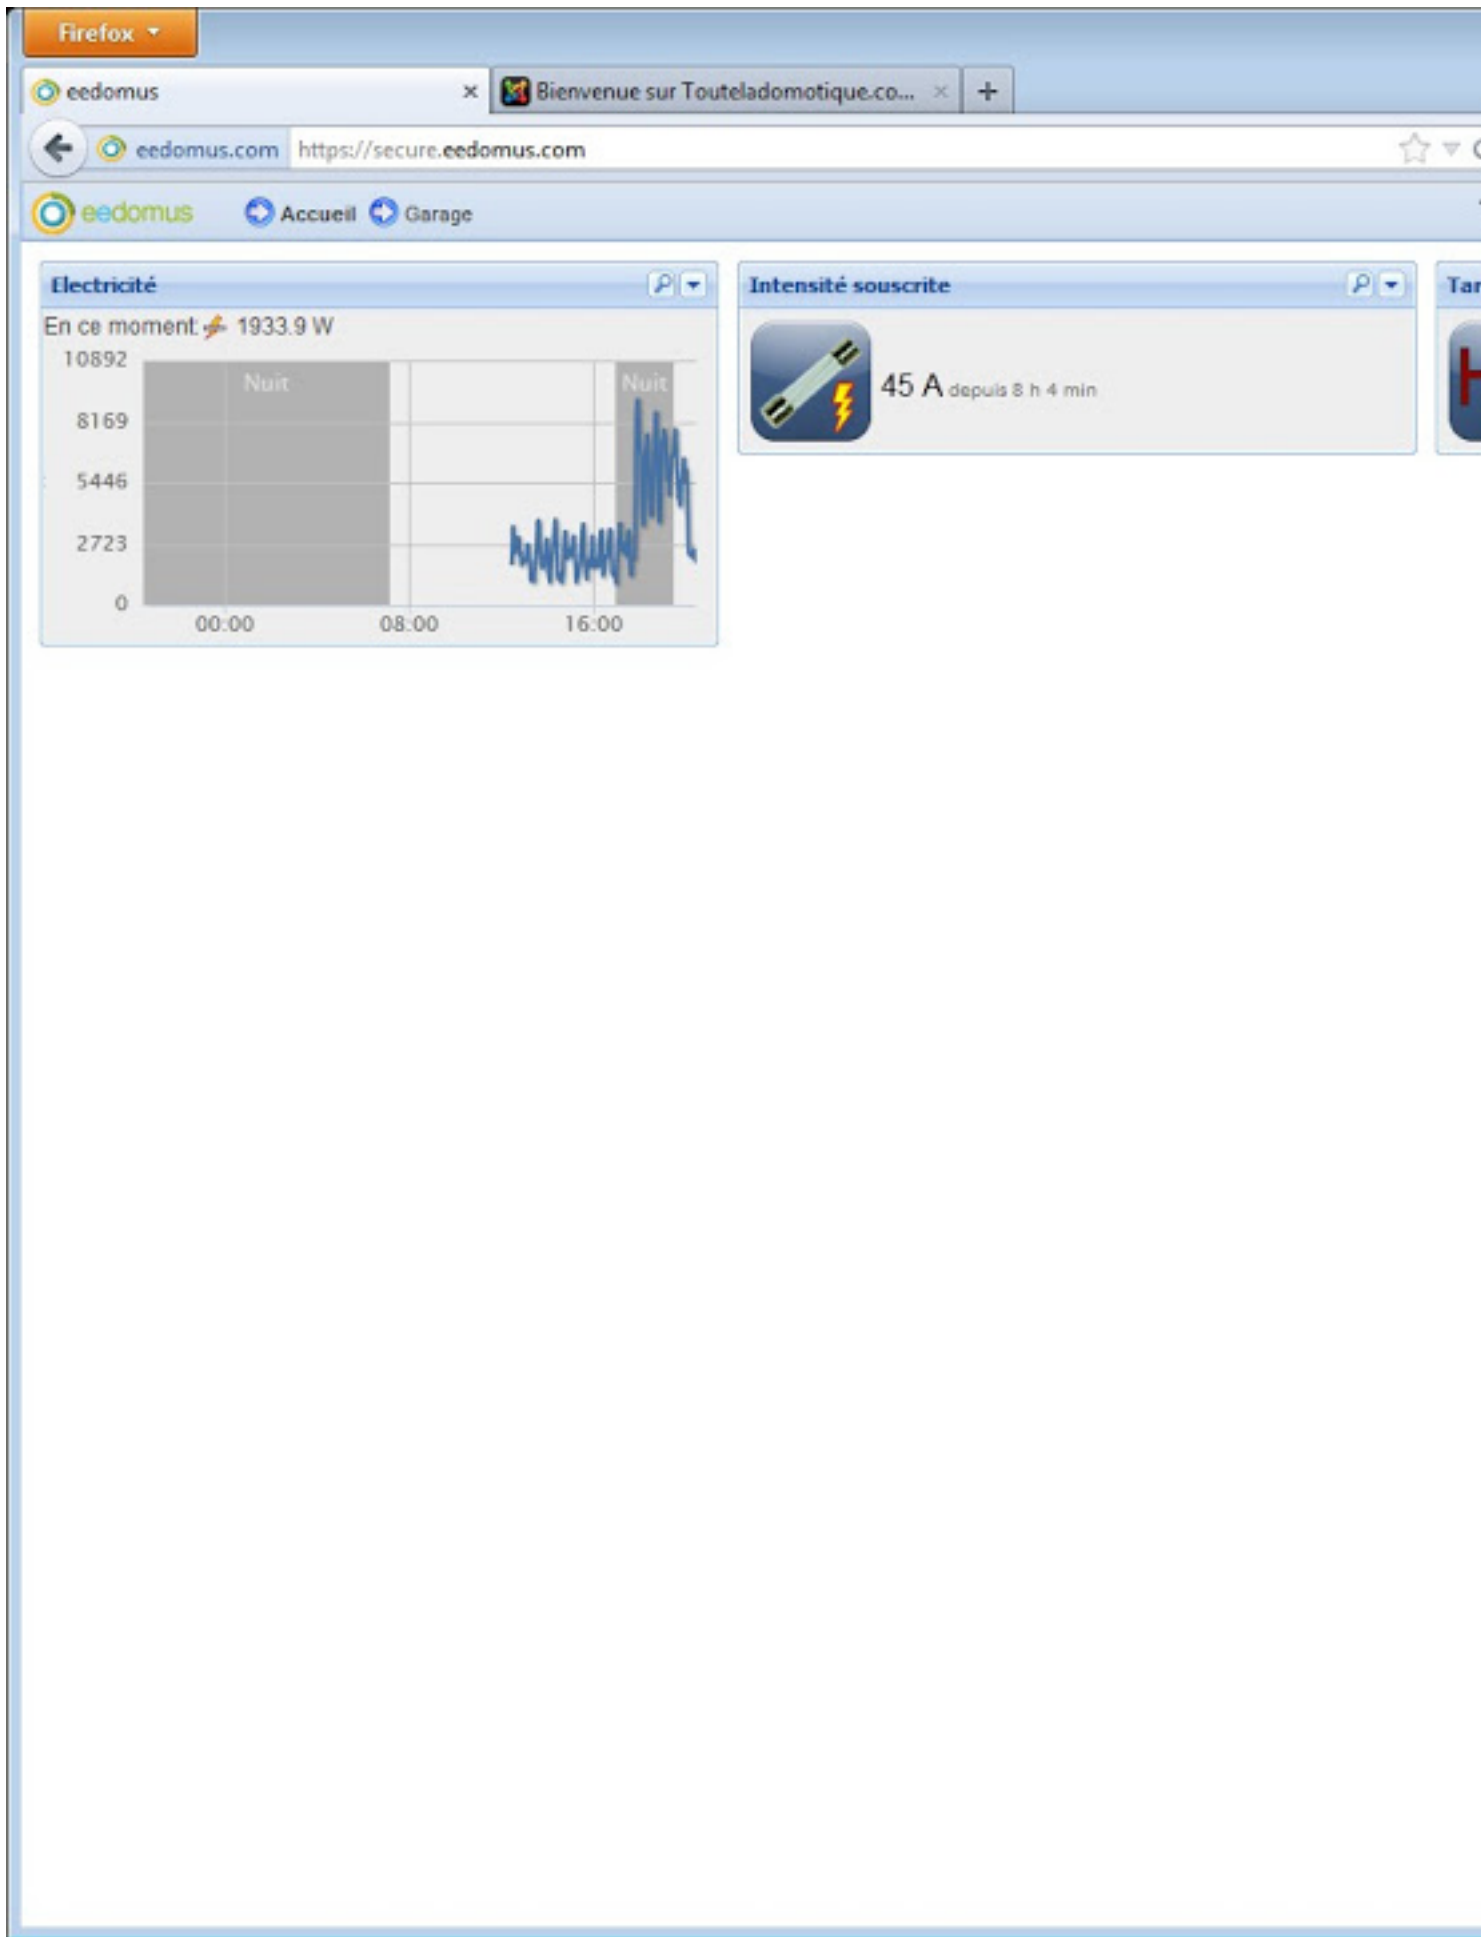 Firefox
eedomus
Bienvenue sur Touteladomotique.co...
eedomus.com https://secure.eedomus.com
eedomus Accueil Garage
Electricité
En ce moment: 1933.9 W
10892
8169
5446
2723
0
Nuit
Nuit
00:00 08:00 16:00
Intensité souscrite
45 A depuis 8 h 4 min